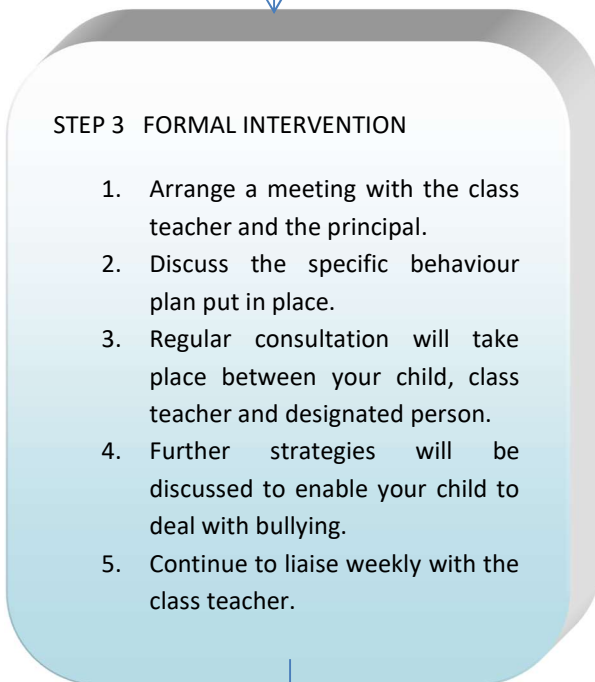 STEP 3 FORMAL INTERVENTION
1. Arrange a meeting with the class
teacher and the principal.
2. Discuss the specific behaviour
plan put in place.
3. Regular consultation will take
place between your child, class
teacher and designated person.
4. Further strategies will be
discussed to enable your child to
deal with bullying.
5. Continue to liaise weekly with the
class teacher.